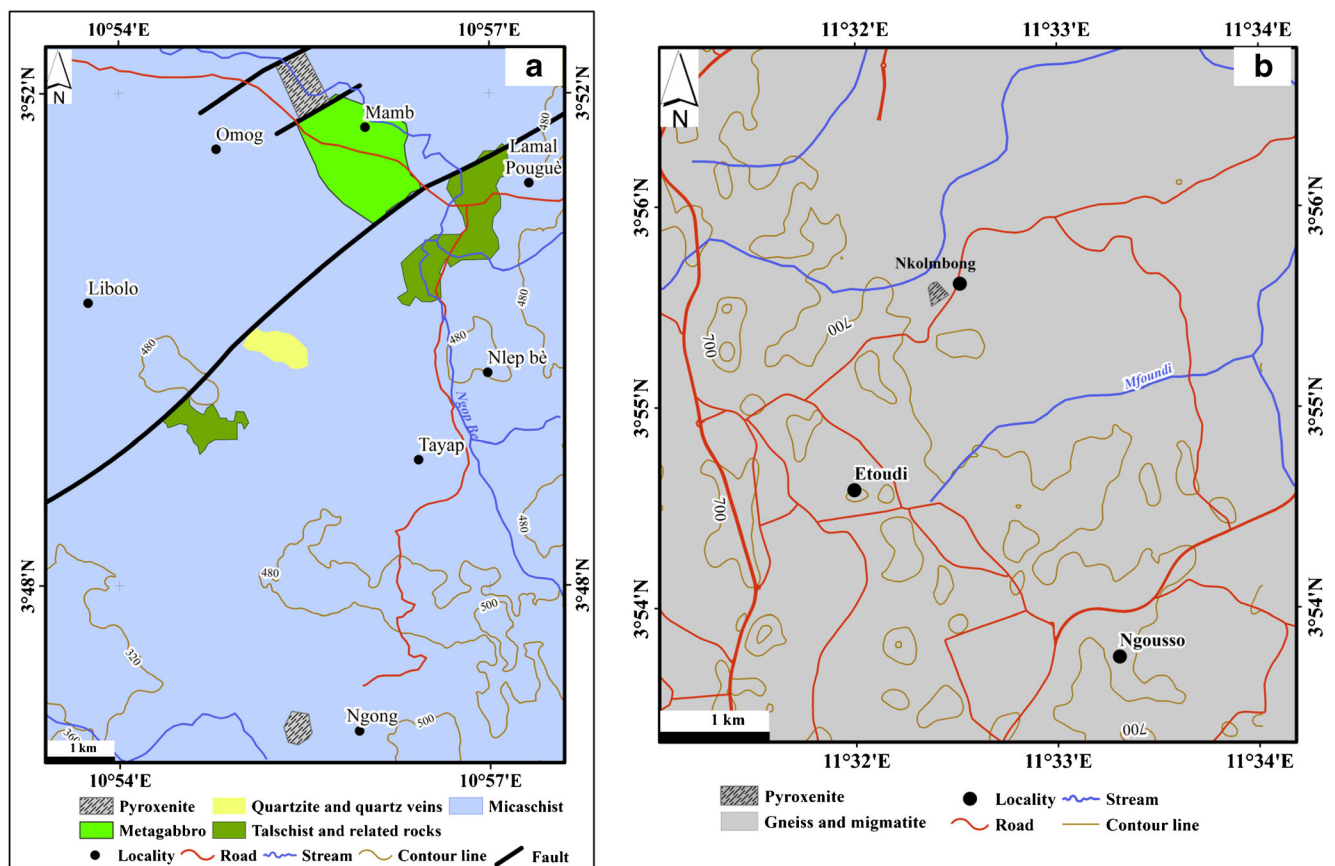 10°54'E
10°57'E
a
N
3°52'N
3°52'N
480
Mamb
Omog
Lamal
Pouguè
Libolo
480
480
480
Nlep bè
Ngop Be
Tayap
480
3°48'N
3°48'N
480
500
320
Ngong
500
360
1 km
10°54'E
10°57'E
Pyroxenite
Quartzite and quartz veins
Micaschist
Metagabbro
Talschist and related rocks
Locality
Road
Stream
Contour line
Fault
11°32'E
11°33'E
11°34'E
b
N
3°56'N
3°56'N
Nkolmbong
700
700
Mfoundi
3°55'N
3°55'N
Etoudi
700
3°54'N
3°54'N
Ngousso
700
1 km
11°32'E
11°33'E
11°34'E
Pyroxenite
Locality
Stream
Gneiss and migmatite
Road
Contour line